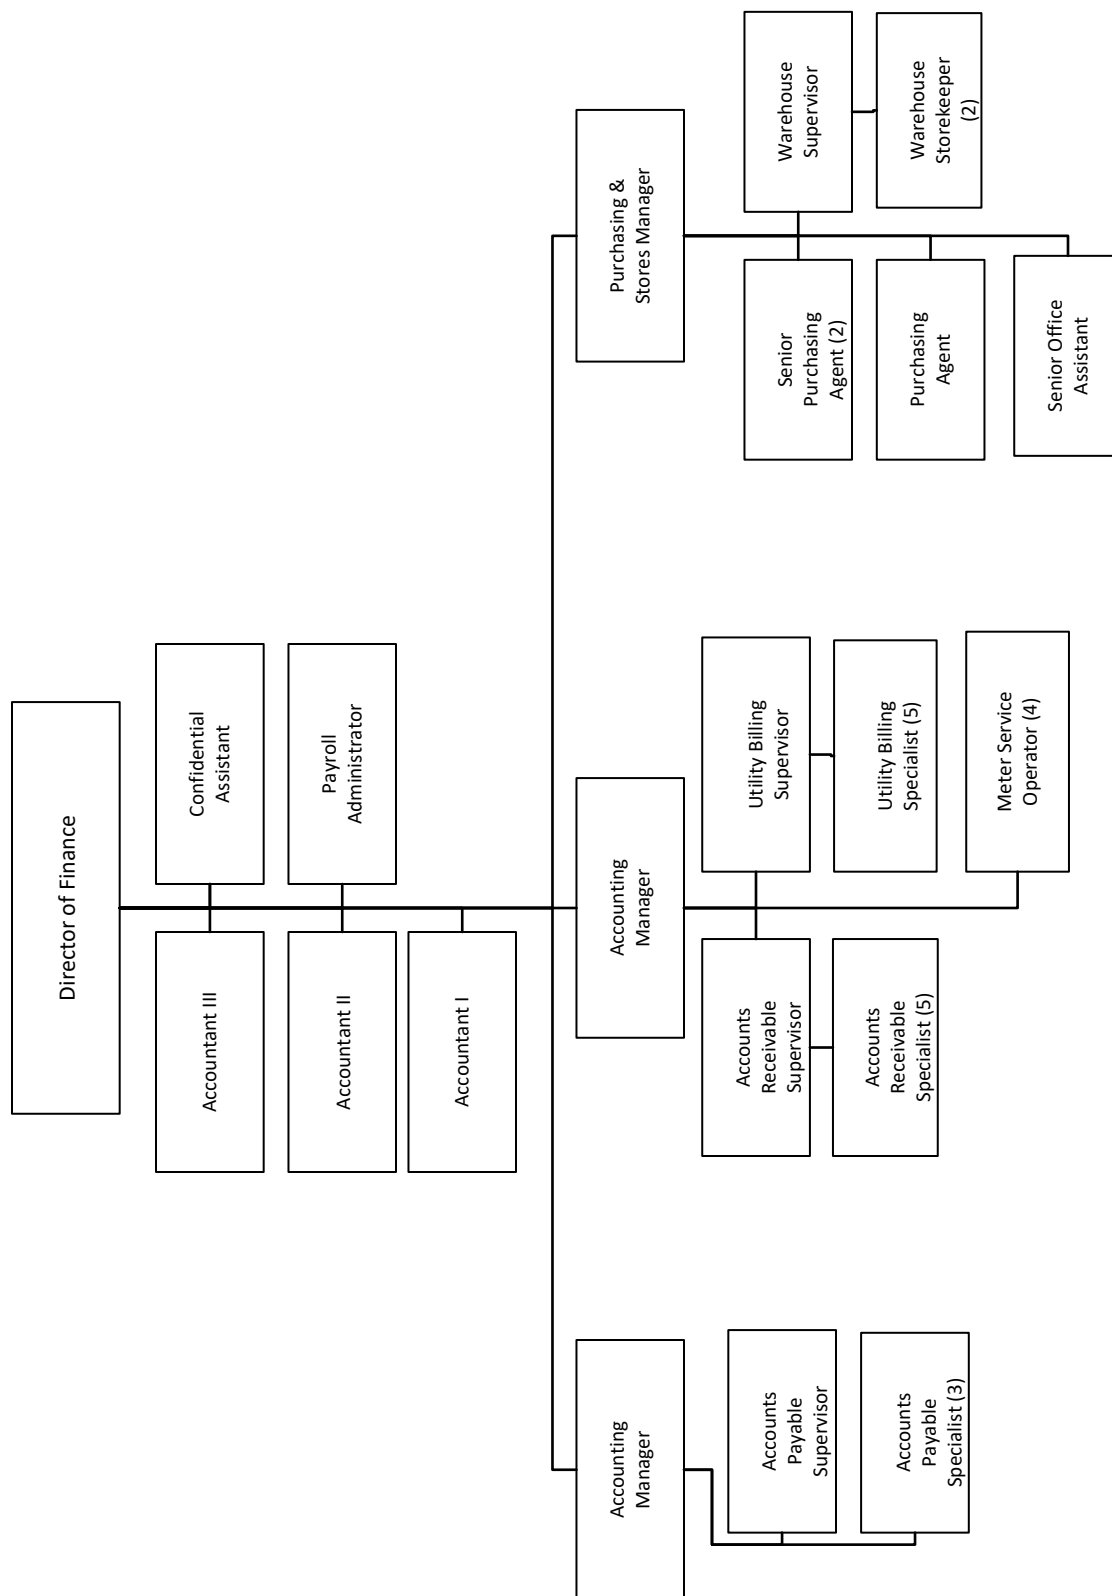 Director of Finance
Accountant III
Confidential
Assistant
Accountant II
Payroll
Administrator
Accountant I
Accounting
Manager
Accounts
Payable
Supervisor
Accounts
Payable
Specialist (3)
Accounting
Manager
Accounts
Receivable
Supervisor
Accounts
Receivable
Specialist (5)
Utility Billing
Supervisor
Utility Billing
Specialist (5)
Meter Service
Operator (4)
Purchasing &
Stores Manager
Senior
Purchasing
Agent (2)
Purchasing
Agent
Senior Office
Assistant
Warehouse
Supervisor
Warehouse
Storekeeper
(2)